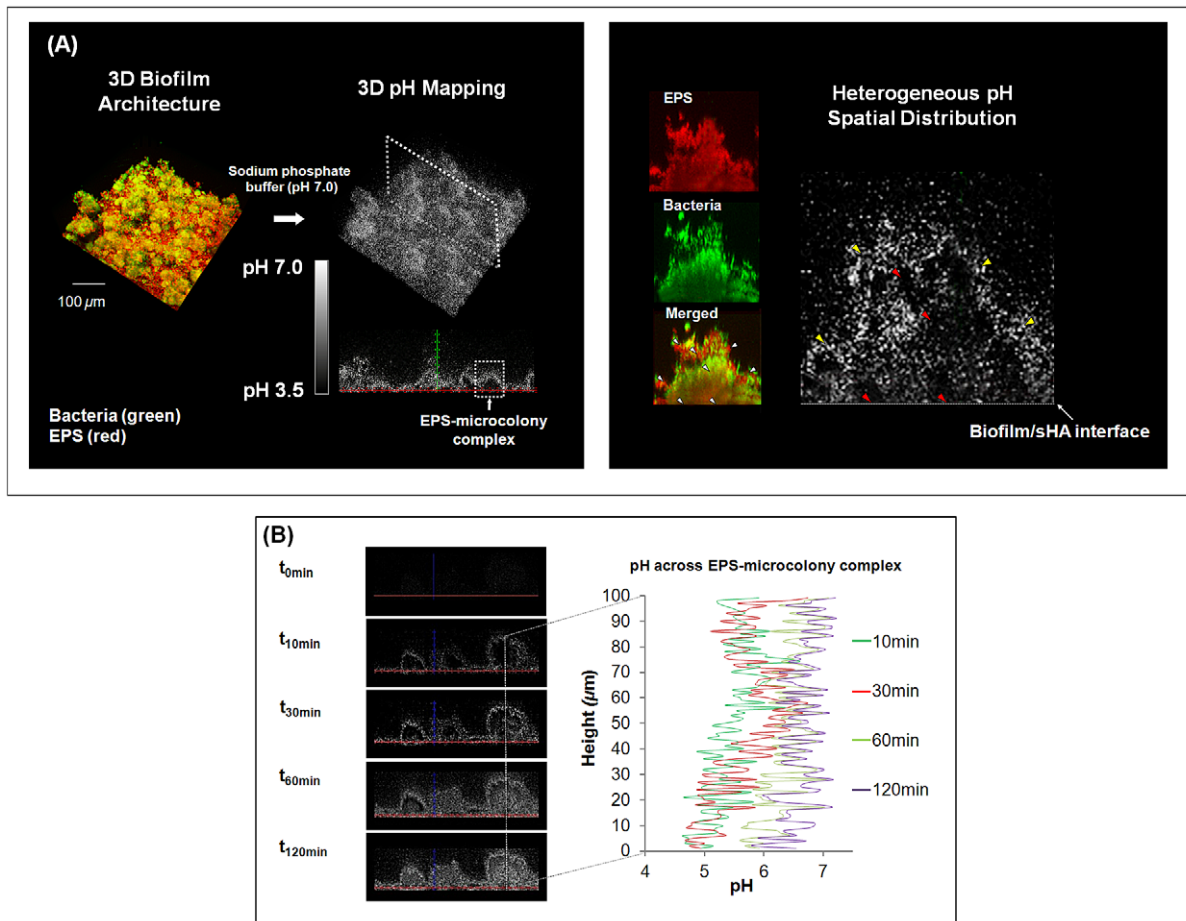 (A)
3D Biofilm
Architecture
3D pH Mapping
Sodium phosphate
buffer (pH 7.0)
pH 7.0
100 µm
pH 3.5
Bacteria (green)
EPS (red)
EPS-microcolony
complex
EPS
Bacteria
Merged
Heterogeneous pH
Spatial Distribution
Biofilm/sHA interface
(B)
t0min
t10min
t30min
t60min
t120min
pH across EPS-microcolony complex
Height (µm)
100
90
80
70
60
50
40
30
20
10
0
4 5 6 7
pH
10min
30min
60min
120min